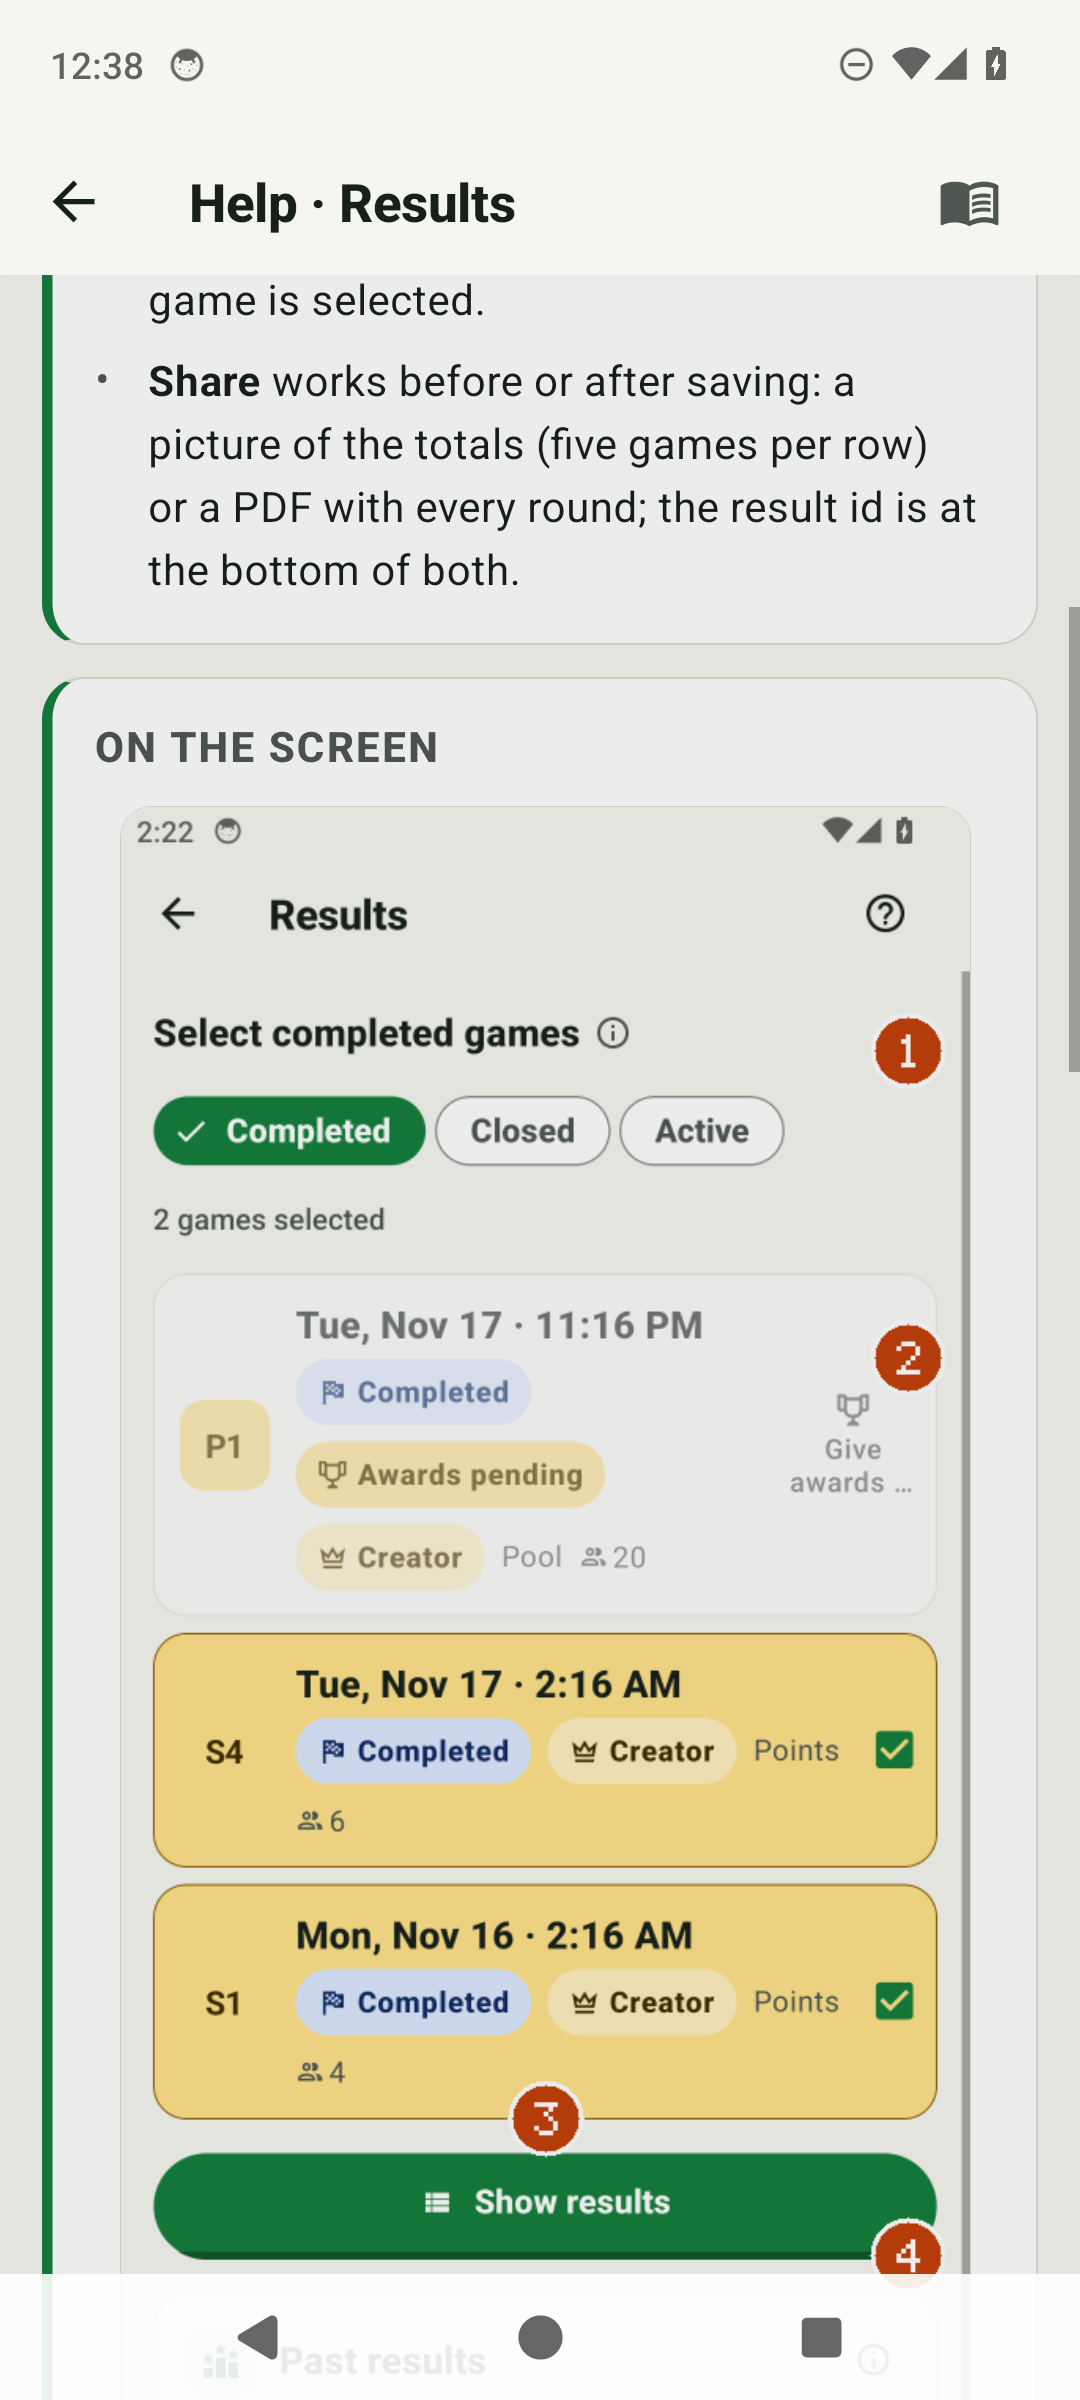 12:38
Help · Results
game is selected.
• Share works before or after saving: a
picture of the totals (five games per row)
or a PDF with every round; the result id is at
the bottom of both.
ON THE SCREEN
2:22
Results
Select completed games
1
Completed Closed Active
2 games selected
Tue, Nov 17 · 11:16 PM
2
Completed
P1
Awards pending
Give
awards ...
Creator Pool 20
Tue, Nov 17 · 2:16 AM
S4
Completed Creator Points
6
Mon, Nov 16 · 2:16 AM
S1
Completed Creator Points
4
3
Show results
4
Past results